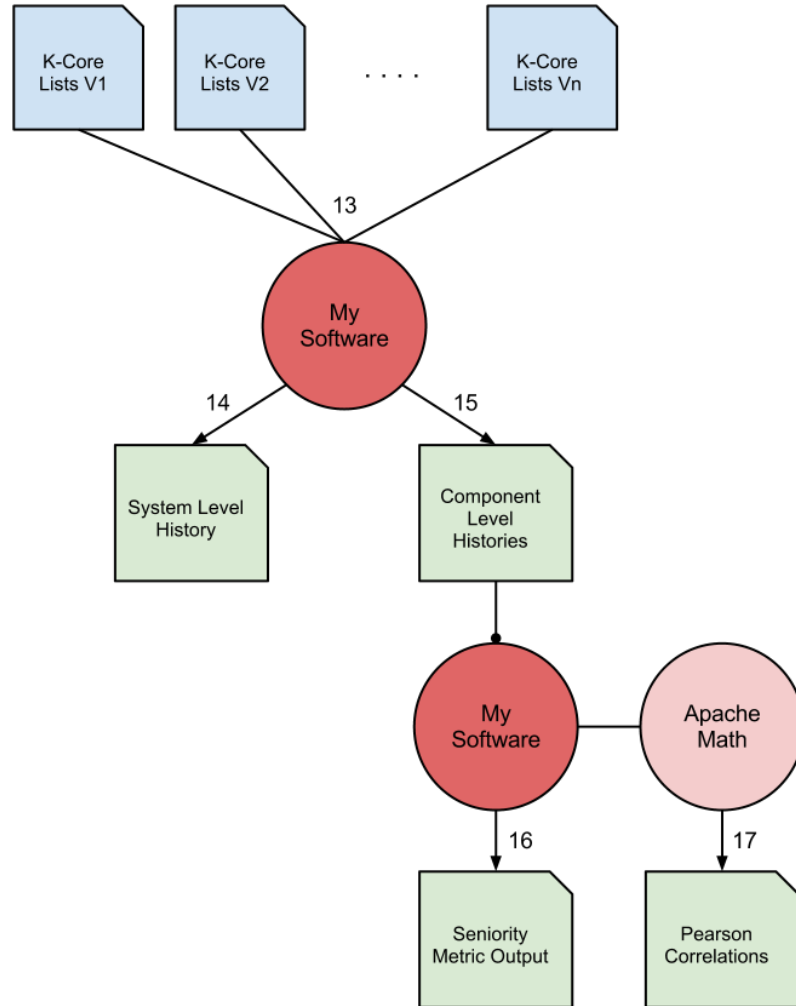 K-Core
Lists V1
K-Core
Lists V2
. . . .
K-Core
Lists Vn
13
My
Software
14
15
System Level
History
Component
Level
Histories
My
Software
Apache
Math
16
17
Seniority
Metric Output
Pearson
Correlations